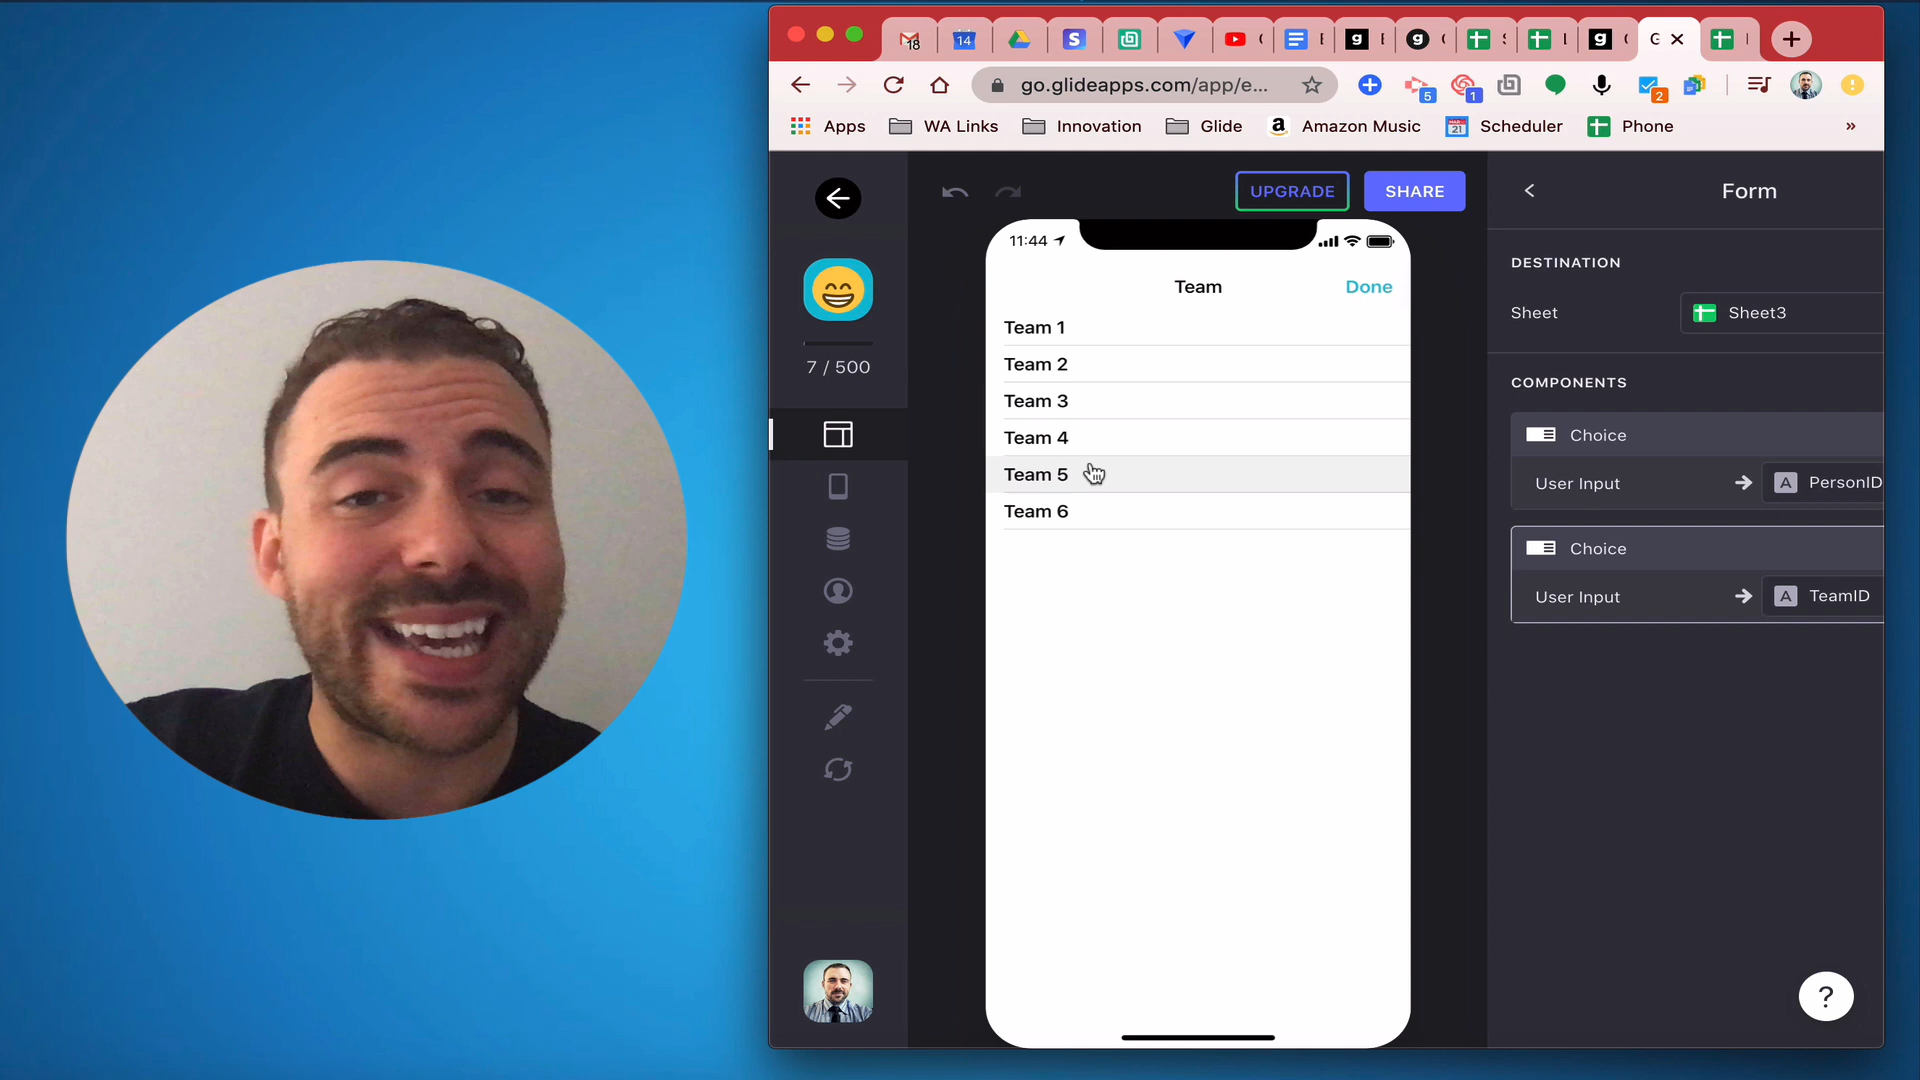 18
14
go.glideapps.com/app/e...
5
1
2
Apps
WA Links
Innovation
Glide
a
Amazon Music
MAR
21
Scheduler
Phone
»
UPGRADE
SHARE
Form
11:44
Team
Done
Team 1
Team 2
Team 3
Team 4
Team 5
Team 6
7 / 500
DESTINATION
Sheet
Sheet3
COMPONENTS
Choice
User Input
A
PersonID
Choice
User Input
A
TeamID
?